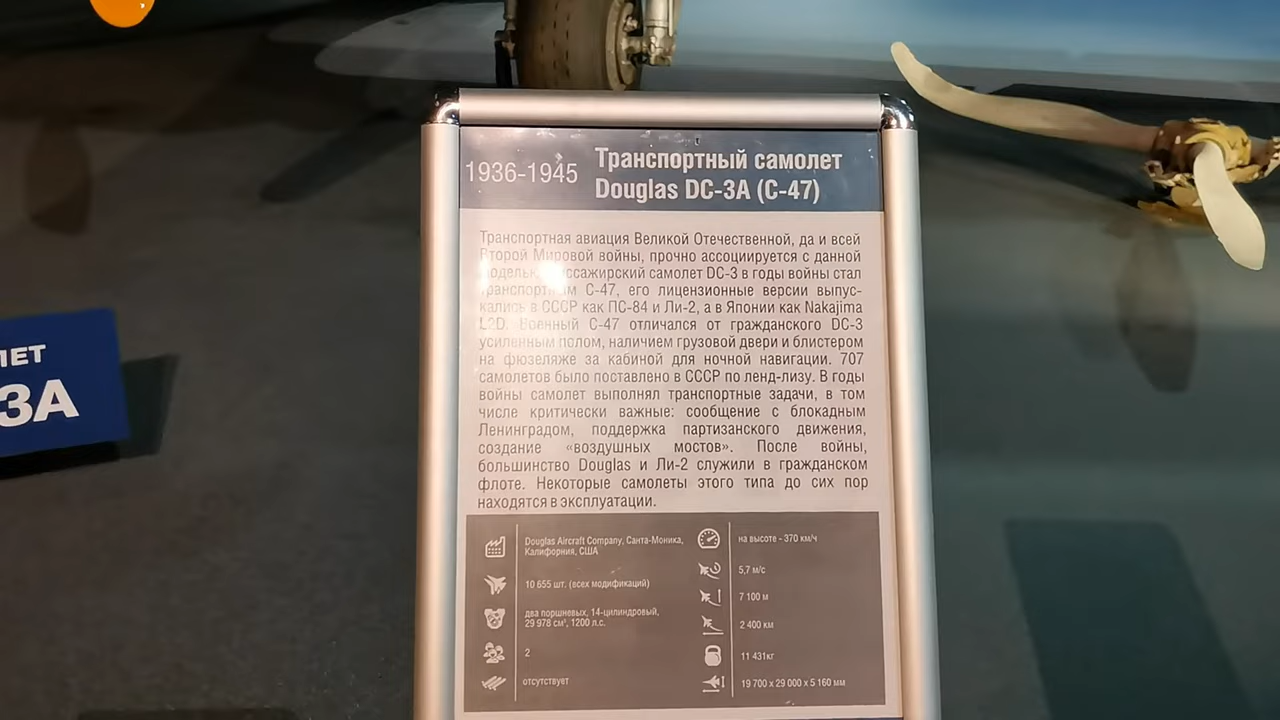 1936-1945
Транспортный самолет
Douglas DC-3A (C-47)
Транспортная авиация Великой Отечественной, да и всей
Второй Мировой войны, прочно ассоциируется с данной
самолет DC-3 в годы войны стал
С-47, его лицензионные версии выпус-
кались в СССР как ПС-84 и Ли-2, а в Японии как Nakajima
L2D. Военный С-47 отличался от гражданского DC-3
усиленным полом, наличием грузовой двери и блистером
на фюзеляже за кабиной для ночной навигации. 707
самолетов было поставлено в СССР по ленд-лизу. В годы
войны самолет выполнял транспортные задачи, в том
числе критически важные: сообщение с блокадным
Ленинградом, поддержка партизанского движения,
создание «воздушных мостов». После войны,
большинство Douglas и Ли-2 служили в гражданском
флоте. Некоторые самолеты этого типа до сих пор
находятся в эксплуатации.
Douglas Aircraft Company, Санта-Моника,
Калифорния, США
10 655 шт. (всех модификаций)
два поршневых, 14-цилиндровый,
29 978 см³, 1200 л.с.
2
отсутствует
на высоте - 370 км/ч
5,7 м/с
7 100 м
2 400 км
11 431кг
19 700 х 29 000 х 5 160 мм
ЛЕТ
3А